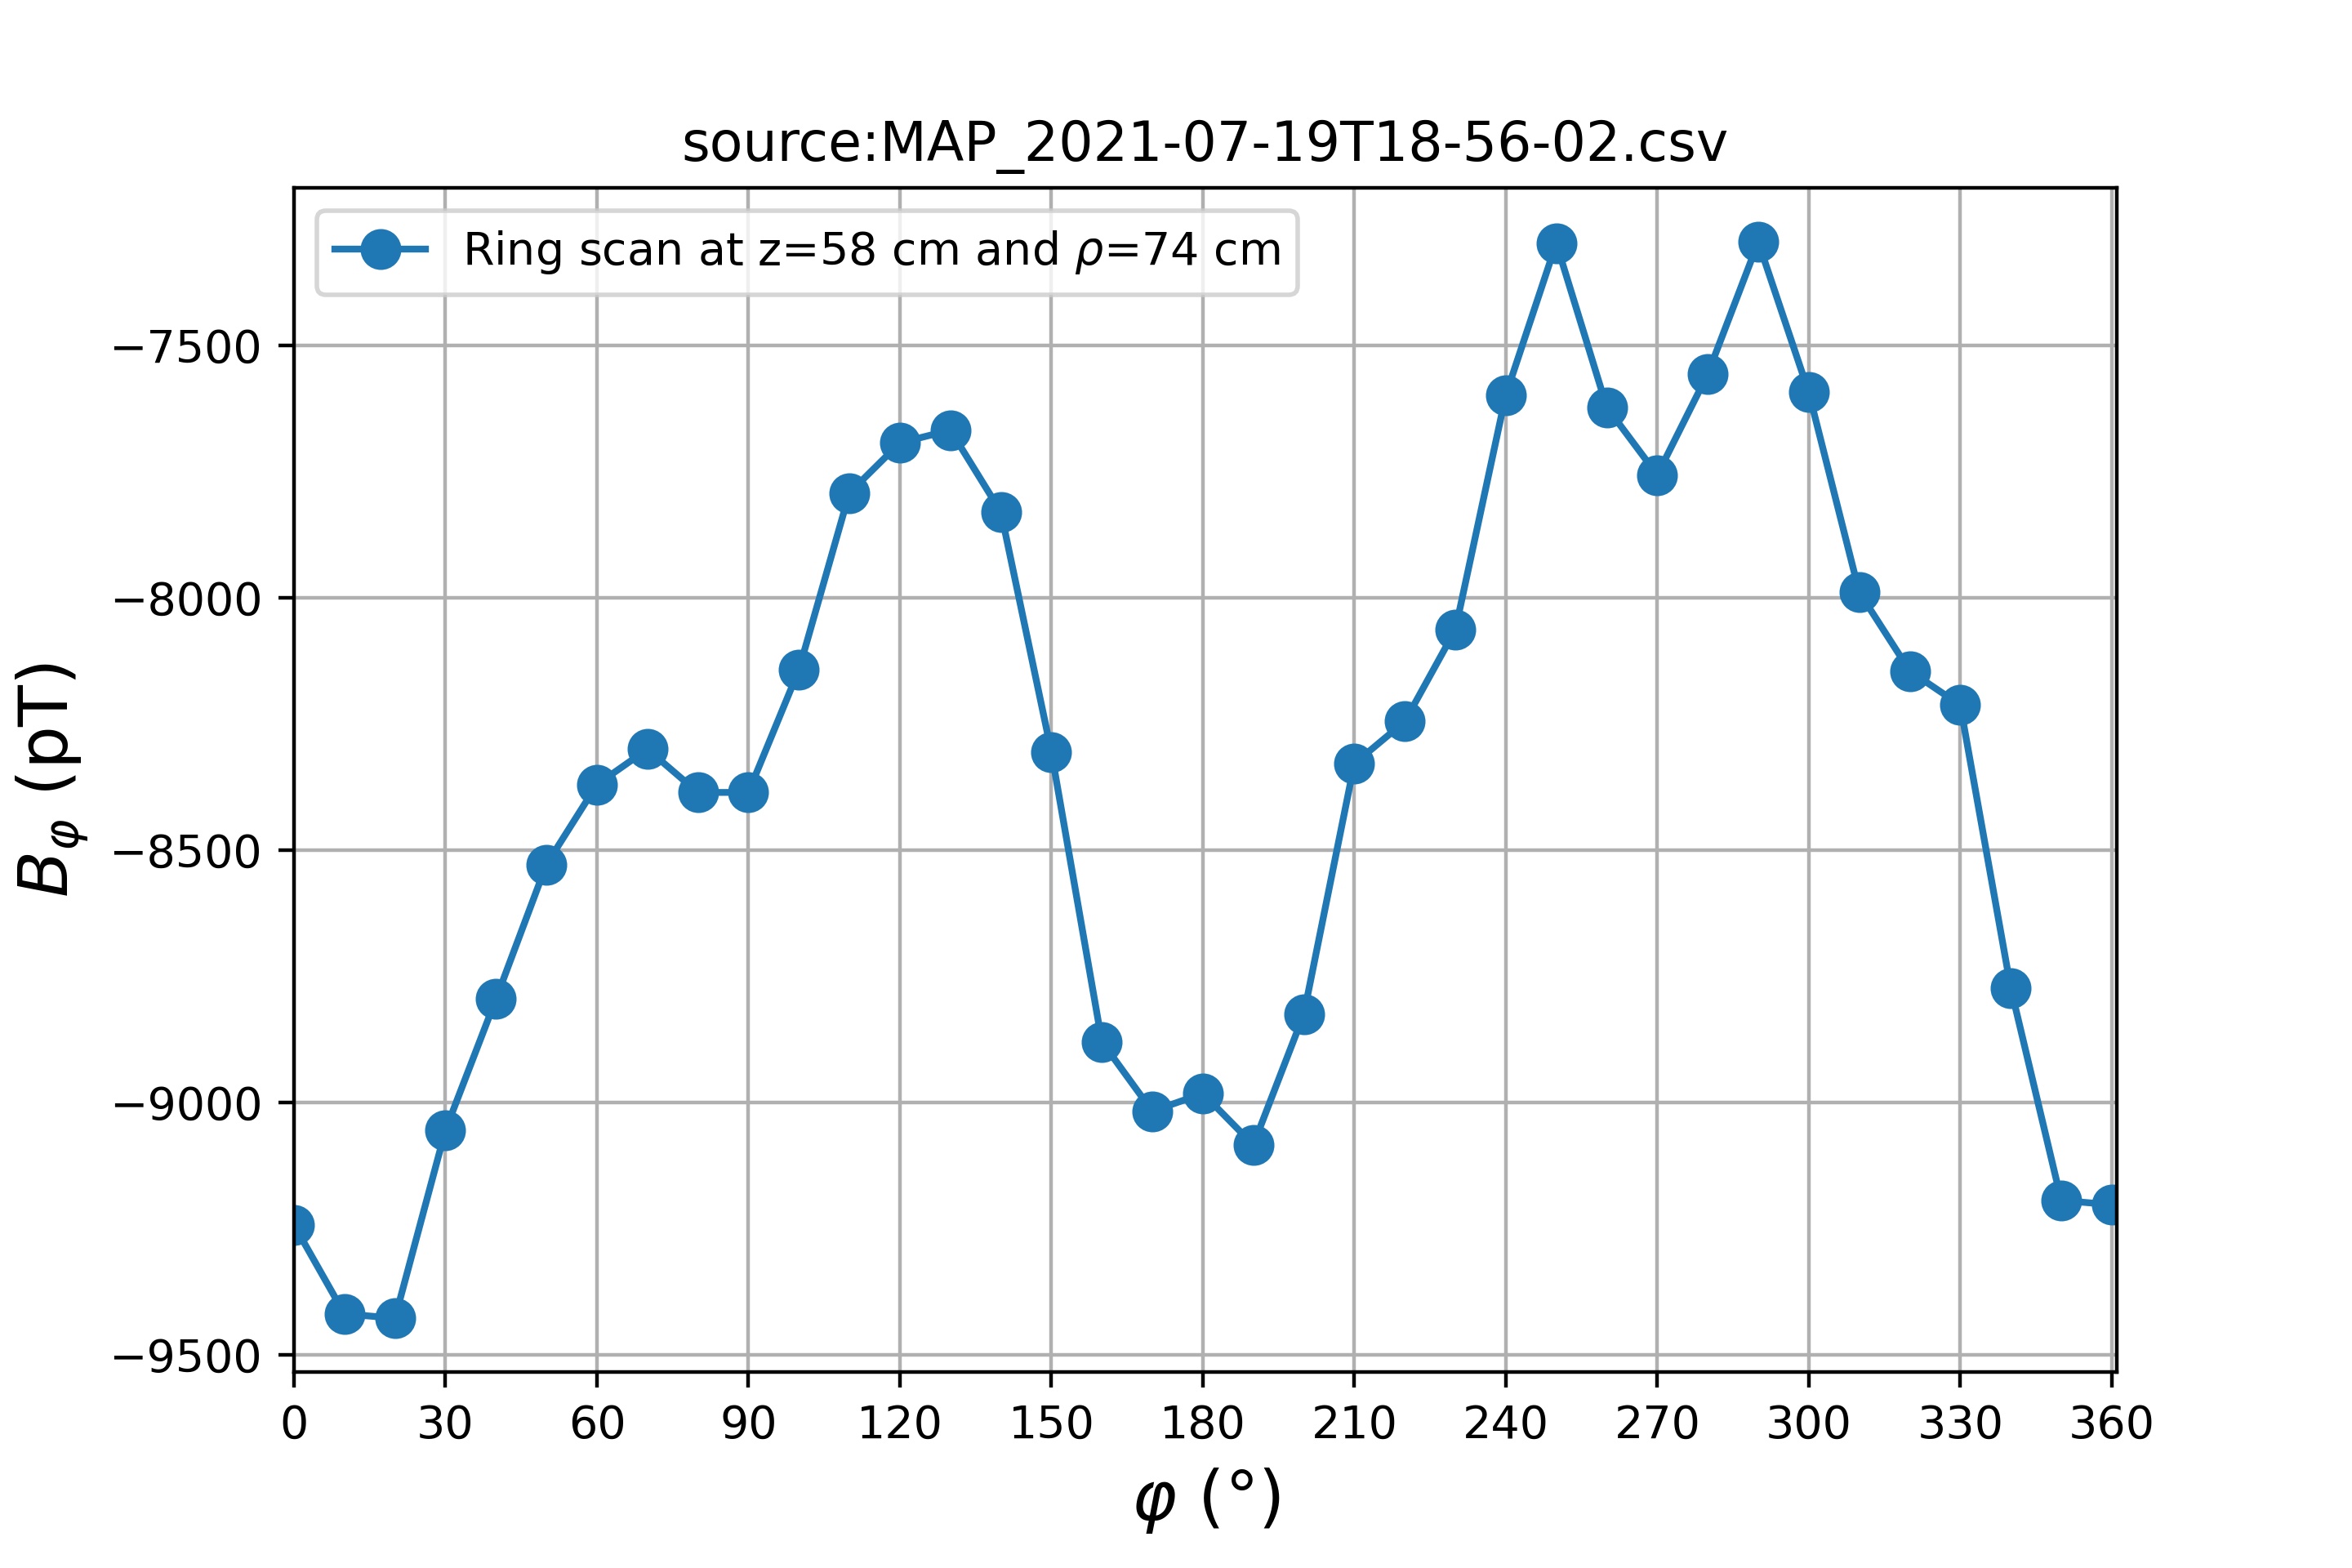 source:MAP_2021-07-19T18-56-02.csv
Ring scan at z=58 cm and ρ=74 cm
−7500
−8000
−8500
−9000
−9500
B_φ (pT)
0 30 60 90 120 150 180 210 240 270 300 330 360
φ (°)